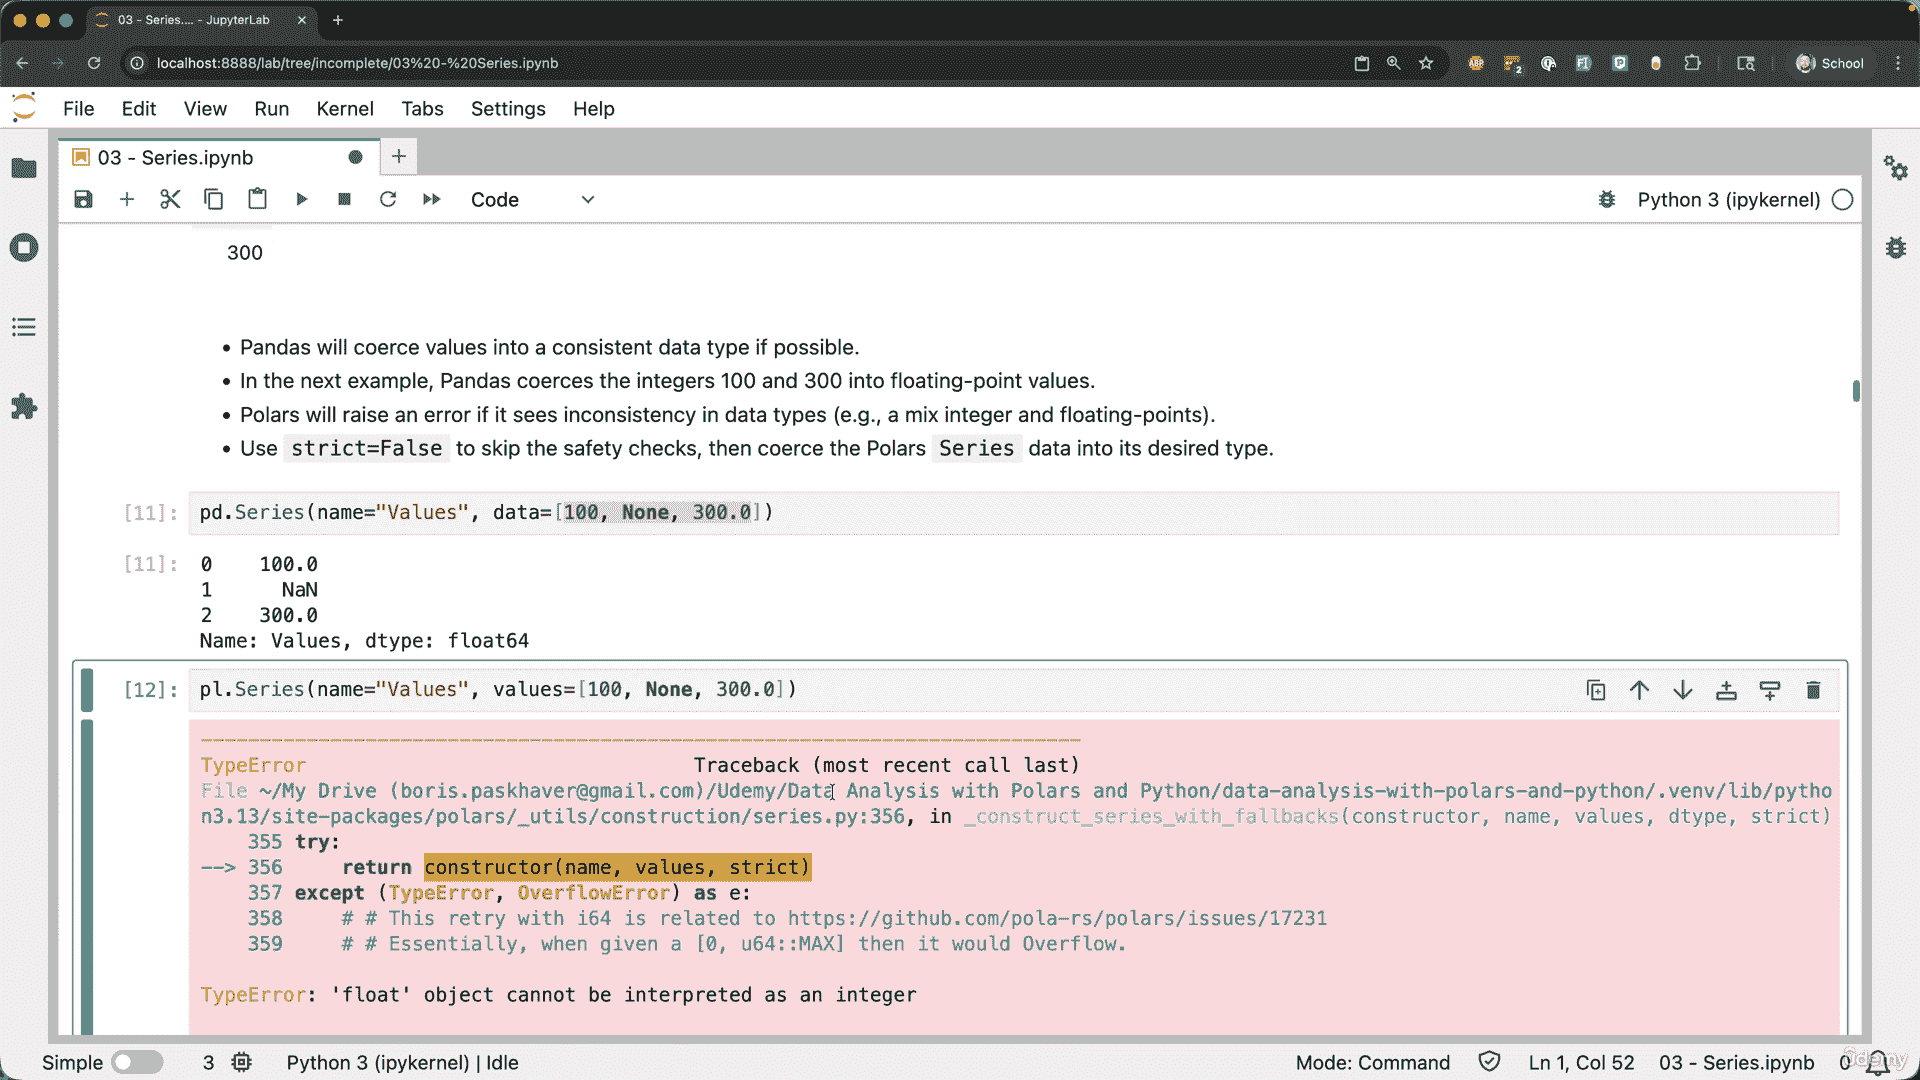 03 - Series.... - JupyterLab
localhost:8888/lab/tree/incomplete/03%20-%20Series.ipynb
ABP
2
School
File Edit View Run Kernel Tabs Settings Help
03 - Series.ipynb
Code
Python 3 (ipykernel)
300
• Pandas will coerce values into a consistent data type if possible.
• In the next example, Pandas coerces the integers 100 and 300 into floating-point values.
• Polars will raise an error if it sees inconsistency in data types (e.g., a mix integer and floating-points).
• Use strict=False to skip the safety checks, then coerce the Polars Series data into its desired type.
[11]: pd.Series(name="Values", data=[100, None, 300.0])
[11]: 0 100.0
1 NaN
2 300.0
Name: Values, dtype: float64
[12]: pl.Series(name="Values", values=[100, None, 300.0])
---------------------------------------------------------------------------
TypeError Traceback (most recent call last)
File ~/My Drive (boris.paskhaver@gmail.com)/Udemy/Data Analysis with Polars and Python/data-analysis-with-polars-and-python/.venv/lib/pytho
n3.13/site-packages/polars/_utils/construction/series.py:356, in _construct_series_with_fallbacks(constructor, name, values, dtype, strict)
355 try:
--> 356 return constructor(name, values, strict)
357 except (TypeError, OverflowError) as e:
358 # # This retry with i64 is related to https://github.com/pola-rs/polars/issues/17231
359 # # Essentially, when given a [0, u64::MAX] then it would Overflow.
TypeError: 'float' object cannot be interpreted as an integer
Simple 3 Python 3 (ipykernel) | Idle Mode: Command Ln 1, Col 52 03 - Series.ipynb 0
Udemy